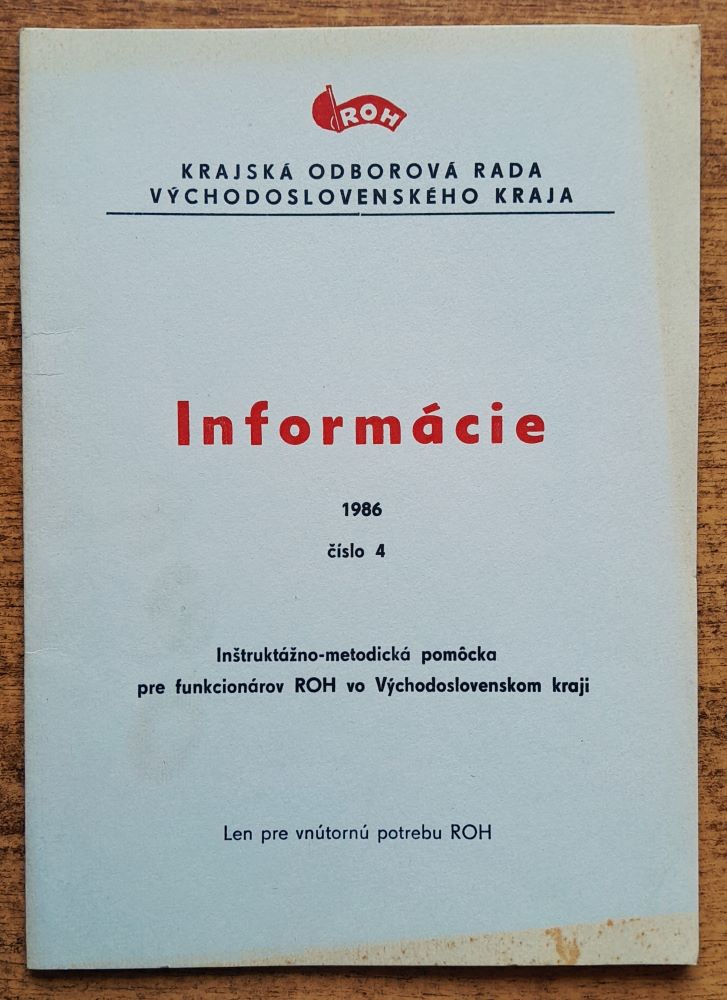 ROH
KRAJSKÁ ODBOROVÁ RADA
VÝCHODOSLOVENSKÉHO KRAJA
Informácie
1986
číslo 4
Inštruktážno-metodická pomôcka
pre funkcionárov ROH vo Východoslovenskom kraji
Len pre vnútornú potrebu ROH